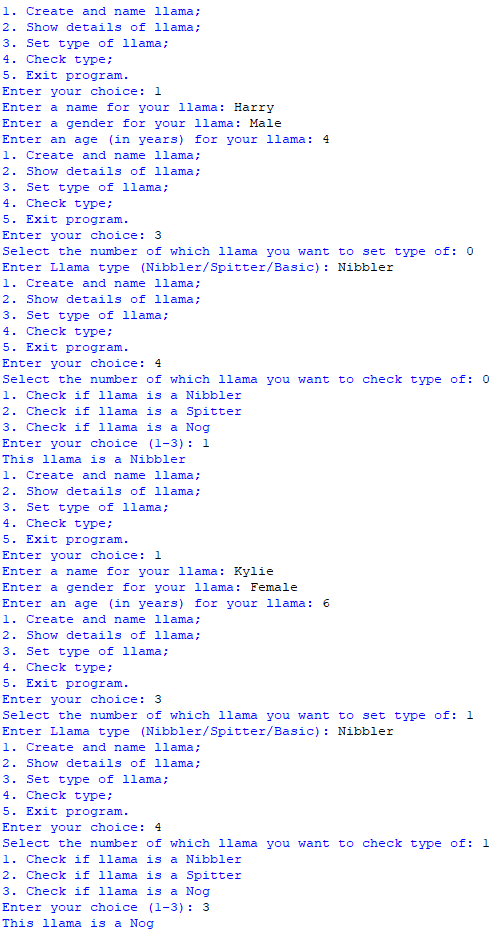 1. Create and name llama;
2. Show details of llama;
3. Set type of llama;
4. Check type;
5. Exit program.
Enter your choice: 1
Enter a name for your llama: Harry
Enter a gender for your llama: Male
Enter an age (in years) for your llama: 4
1. Create and name llama;
2. Show details of llama;
3. Set type of llama;
4. Check type;
5. Exit program.
Enter your choice: 3
Select the number of which llama you want to set type of: 0
Enter Llama type (Nibbler/Spitter/Basic): Nibbler
1. Create and name llama;
2. Show details of llama;
3. Set type of llama;
4. Check type;
5. Exit program.
Enter your choice: 4
Select the number of which llama you want to check type of: 0
1. Check if llama is a Nibbler
2. Check if llama is a Spitter
3. Check if llama is a Nog
Enter your choice (1-3): 1
This llama is a Nibbler
1. Create and name llama;
2. Show details of llama;
3. Set type of llama;
4. Check type;
5. Exit program.
Enter your choice: 1
Enter a name for your llama: Kylie
Enter a gender for your llama: Female
Enter an age (in years) for your llama: 6
1. Create and name llama;
2. Show details of llama;
3. Set type of llama;
4. Check type;
5. Exit program.
Enter your choice: 3
Select the number of which llama you want to set type of: 1
Enter Llama type (Nibbler/Spitter/Basic): Nibbler
1. Create and name llama;
2. Show details of llama;
3. Set type of llama;
4. Check type;
5. Exit program.
Enter your choice: 4
Select the number of which llama you want to check type of: 1
1. Check if llama is a Nibbler
2. Check if llama is a Spitter
3. Check if llama is a Nog
Enter your choice (1-3): 3
This llama is a Nog